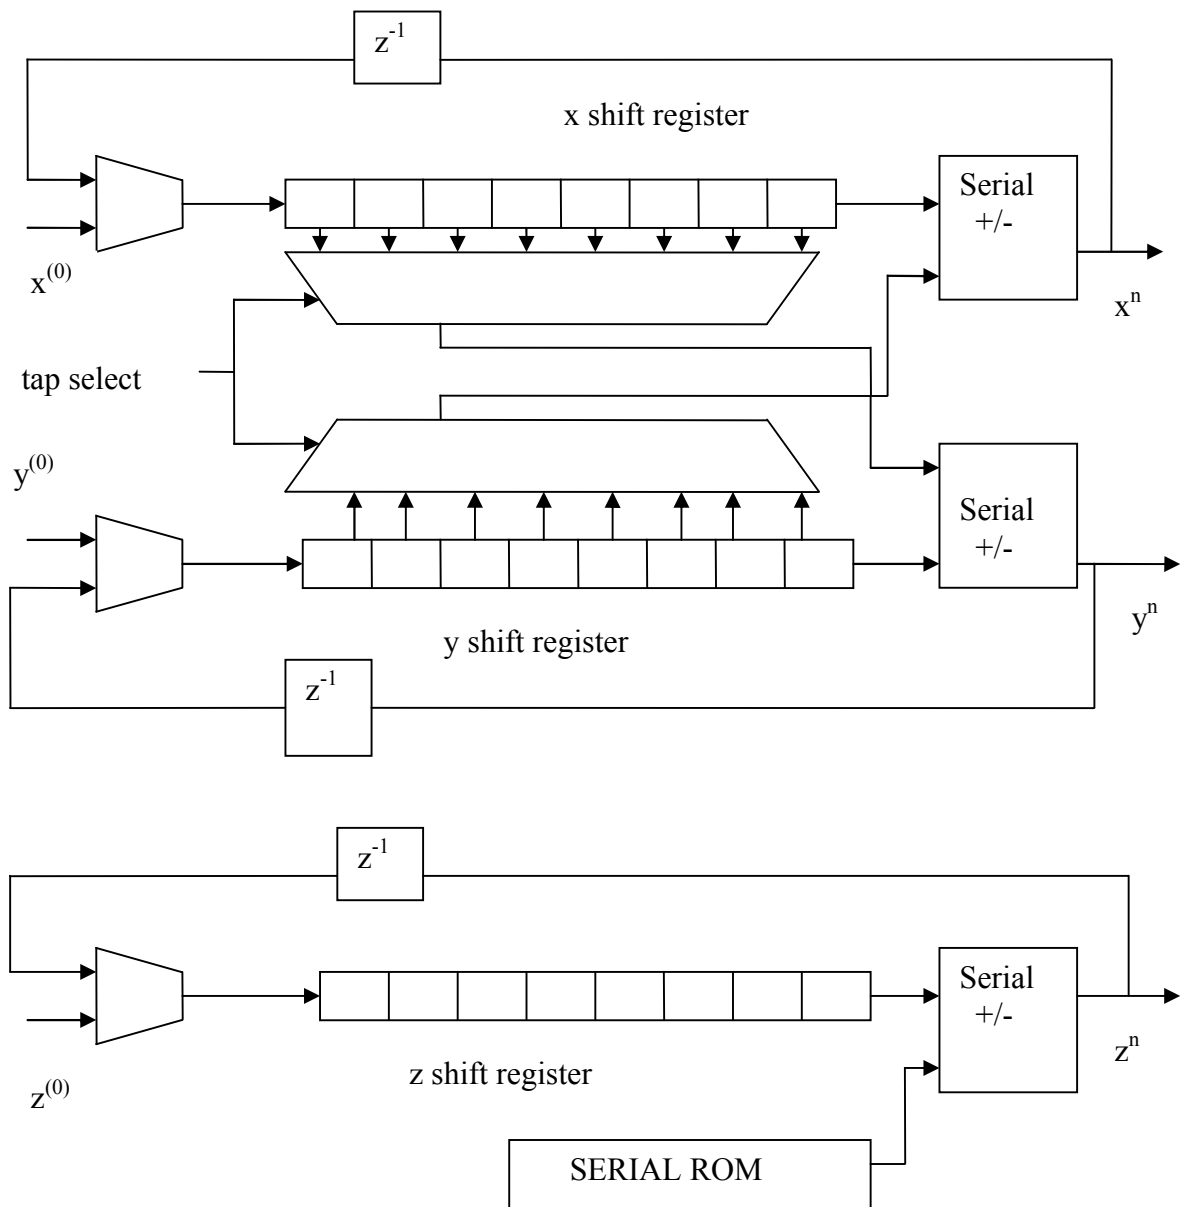 z⁻¹
x shift register
Serial
+/-
x⁽⁰⁾
xⁿ
tap select
y⁽⁰⁾
Serial
+/-
yⁿ
y shift register
z⁻¹
z⁻¹
Serial
+/-
zⁿ
z shift register
z⁽⁰⁾
SERIAL ROM